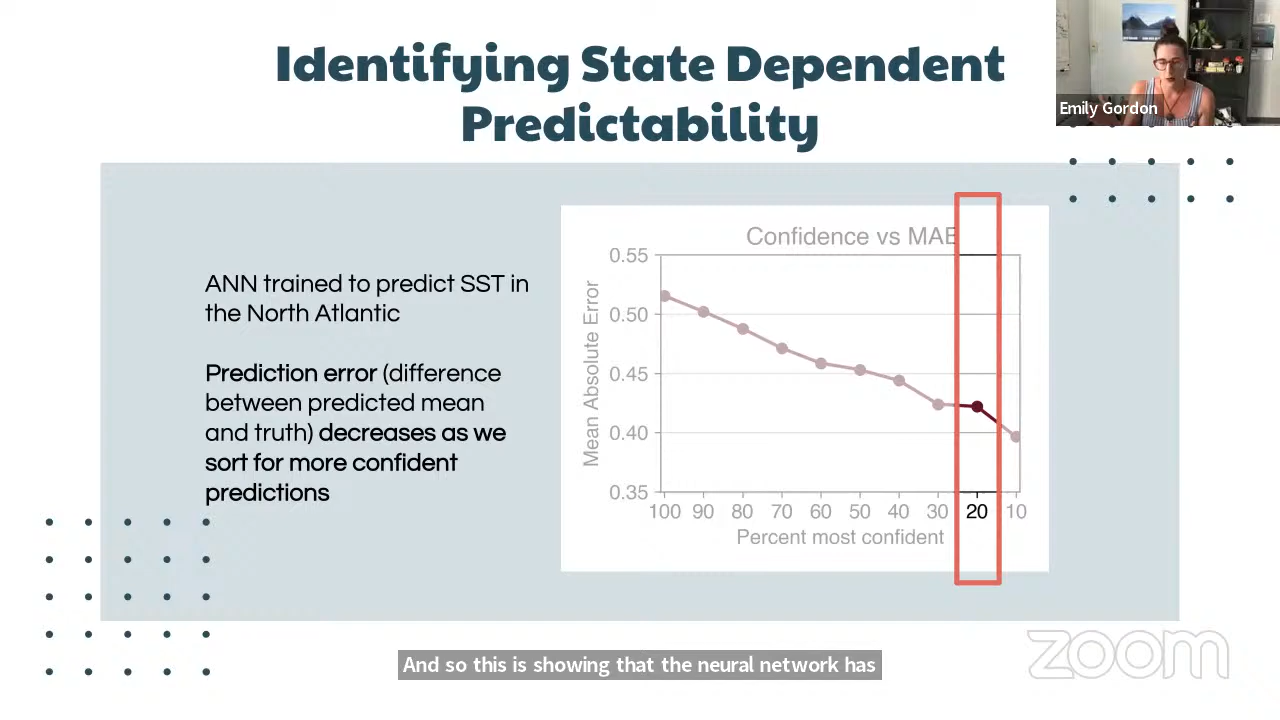 Identifying State Dependent
Predictability
Emily Gordon
ANN trained to predict SST in
the North Atlantic
Prediction error (difference
between predicted mean
and truth) decreases as we
sort for more confident
predictions
Confidence vs MAE
Mean Absolute Error
0.55
0.50
0.45
0.40
0.35
100 90 80 70 60 50 40 30 20 10
Percent most confident
And so this is showing that the neural network has
zoom